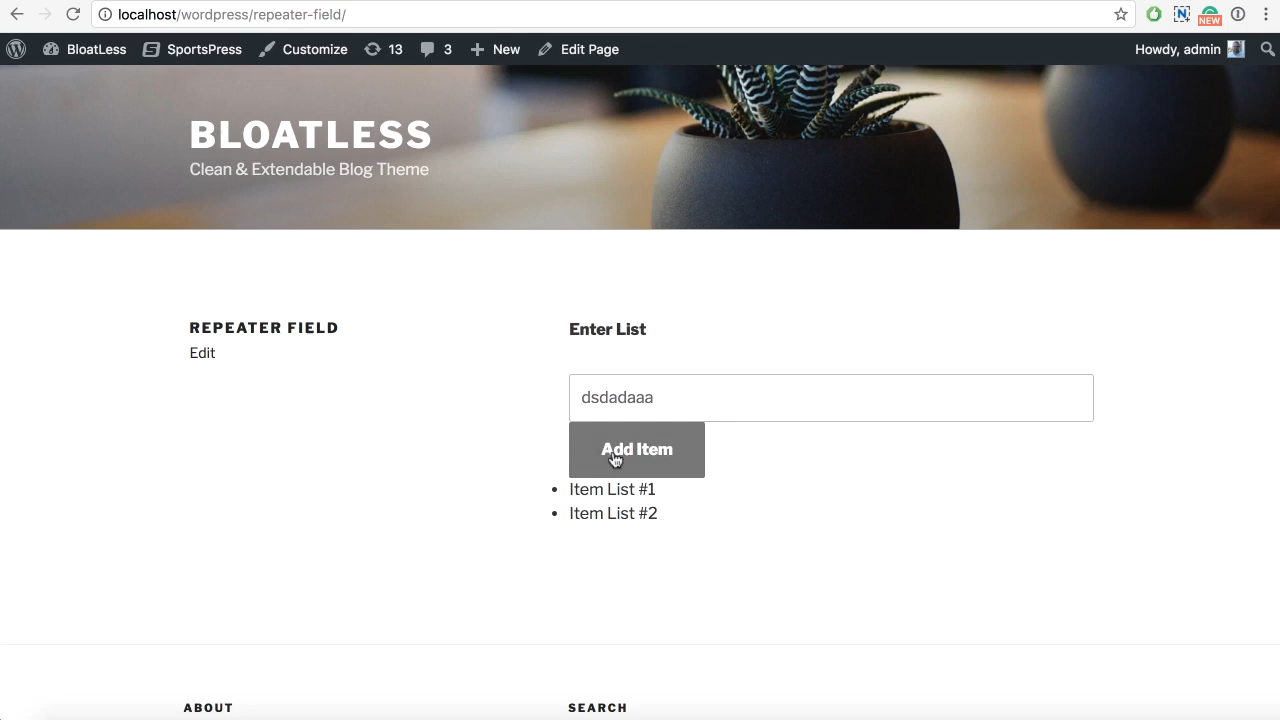 localhost/wordpress/repeater-field/
NEW
BloatLess SportsPress Customize 13 3 New Edit Page Howdy, admin
BLOATLESS
Clean & Extendable Blog Theme
REPEATER FIELD
Edit
Enter List
dsdadaaa
Add Item
Item List #1
Item List #2
ABOUT
SEARCH